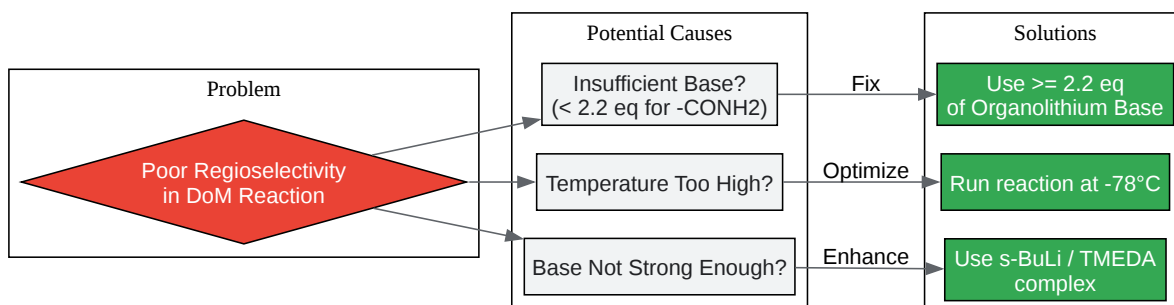 Problem
Poor Regioselectivity
in DoM Reaction
Potential Causes
Insufficient Base?
(< 2.2 eq for -CONH2)
Temperature Too High?
Base Not Strong Enough?
Fix
Optimize
Enhance
Solutions
Use >= 2.2 eq
of Organolithium Base
Run reaction at -78°C
Use s-BuLi / TMEDA
complex